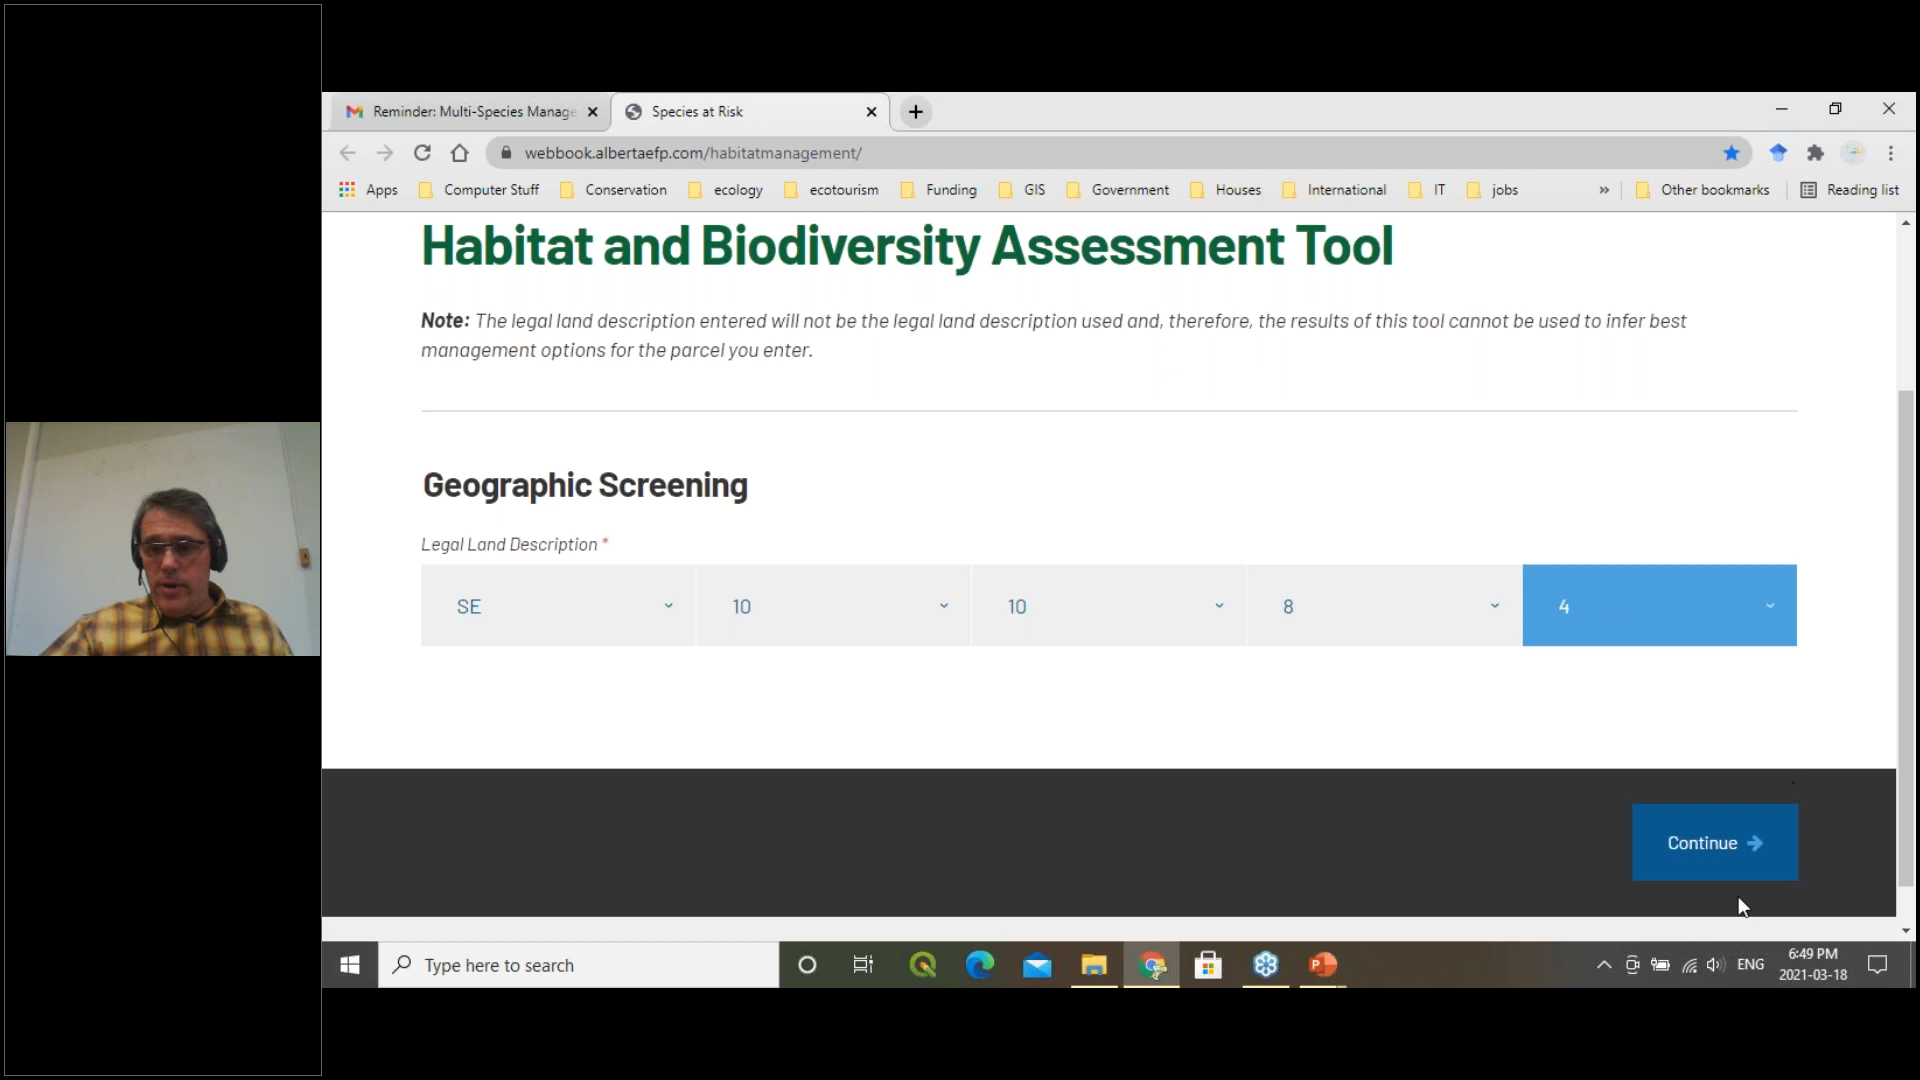 Reminder: Multi-Species Manage
Species at Risk
webbook.albertaefp.com/habitatmanagement/
Apps Computer Stuff Conservation ecology ecotourism Funding GIS Government Houses International IT jobs » Other bookmarks Reading list
Habitat and Biodiversity Assessment Tool
Note: The legal land description entered will not be the legal land description used and, therefore, the results of this tool cannot be used to infer best
management options for the parcel you enter.
Geographic Screening
Legal Land Description *
SE 10 10 8 4
Continue
Type here to search
ENG
6:49 PM
2021-03-18